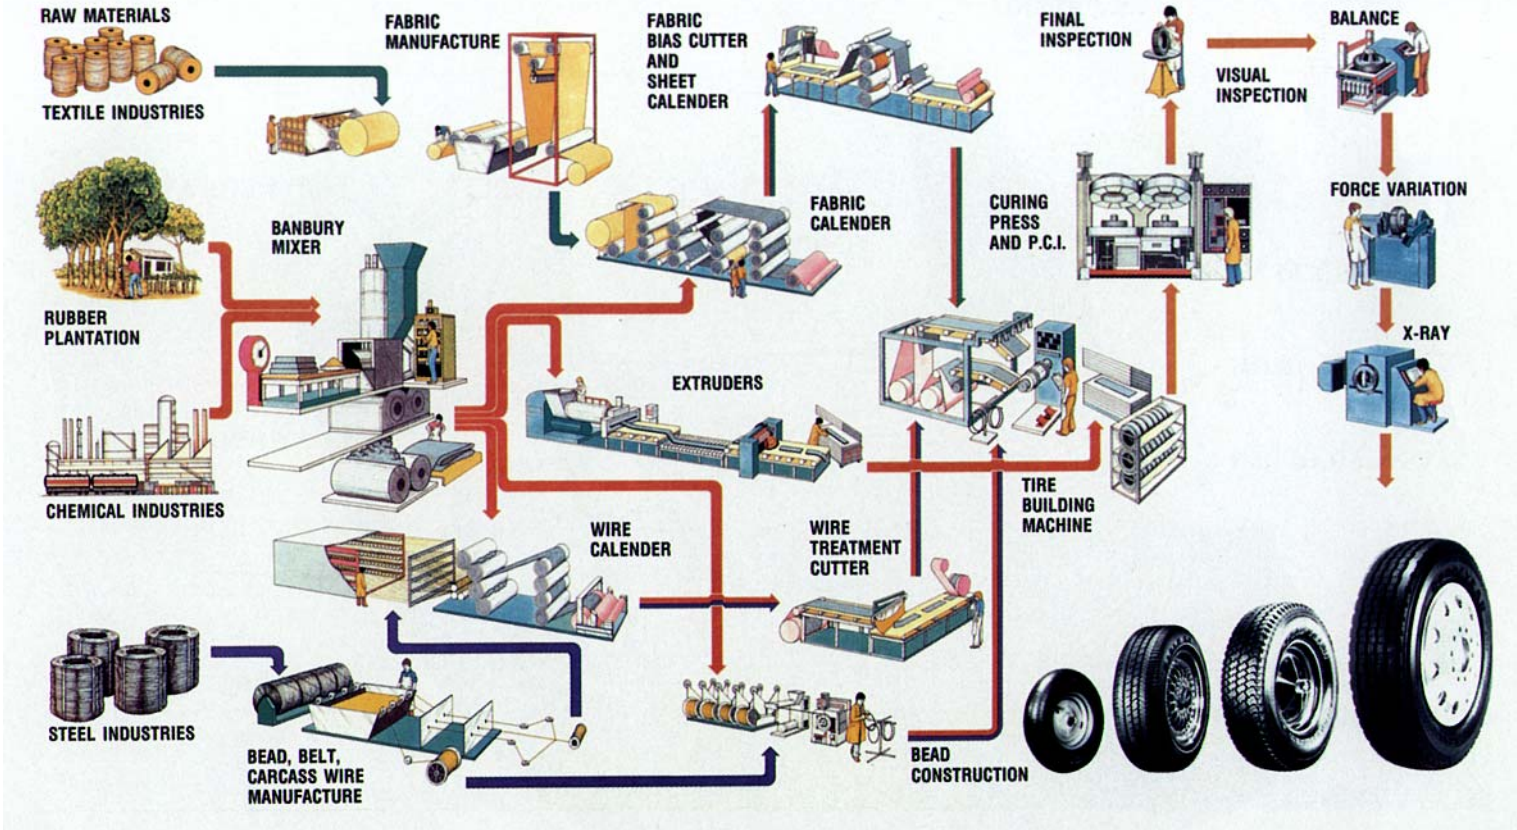 RAW MATERIALS
TEXTILE INDUSTRIES
FABRIC
MANUFACTURE
FABRIC
BIAS CUTTER
AND
SHEET
CALENDER
FINAL
INSPECTION
VISUAL
INSPECTION
BALANCE
RUBBER
PLANTATION
BANBURY
MIXER
FABRIC
CALENDER
CURING
PRESS
AND P.C.I.
FORCE VARIATION
X-RAY
CHEMICAL INDUSTRIES
EXTRUDERS
TIRE
BUILDING
MACHINE
WIRE
CALENDER
WIRE
TREATMENT
CUTTER
STEEL INDUSTRIES
BEAD, BELT,
CARCASS WIRE
MANUFACTURE
BEAD
CONSTRUCTION